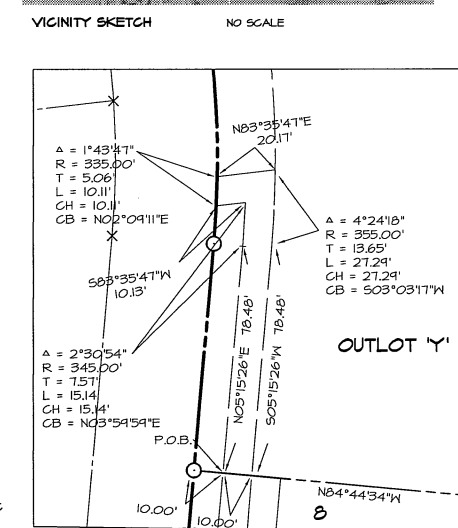 VICINITY SKETCH
NO SCALE
N83°35'47"E
20.17'
Δ = 1°43'47"
R = 335.00'
T = 5.06'
L = 10.11'
CH = 10.11'
CB = N02°09'11"E
Δ = 4°24'18"
R = 355.00'
T = 13.65'
L = 27.29'
CH = 27.29'
CB = S03°03'17"W
S83°35'47"W
10.13'
N05°15'26"E 78.48'
S05°15'26"W 78.48'
OUTLOT 'Y'
Δ = 2°30'54"
R = 345.00'
T = 7.57'
L = 15.14
CH = 15.14'
CB = N03°59'59"E
P.O.B.
N84°44'34"W
10.00'
10.00'
8